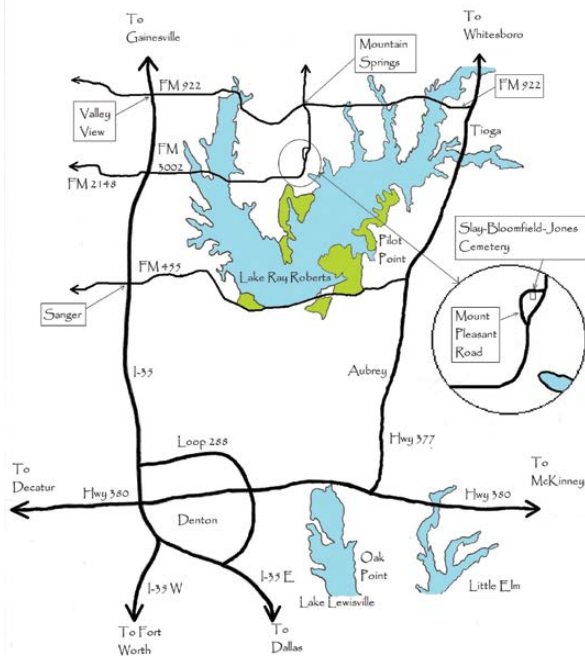 To
Gainesville
To
Whitesboro
Mountain
Springs
FM 922
FM 922
Valley
View
Tioga
FM
3002
FM 2148
Slay-Bloomfield-Jones
Cemetery
Pilot
Point
FM 455
Lake Ray Roberts
Sanger
Mount
Pleasant
Road
I-35
Aubrey
Loop 288
Hwy 377
To
Decatur
To
McKinney
Hwy 380
Hwy 380
Denton
Oak
Point
I-35 W
I-35 E
Little Elm
Lake Lewisville
To Fort
Worth
To
Dallas